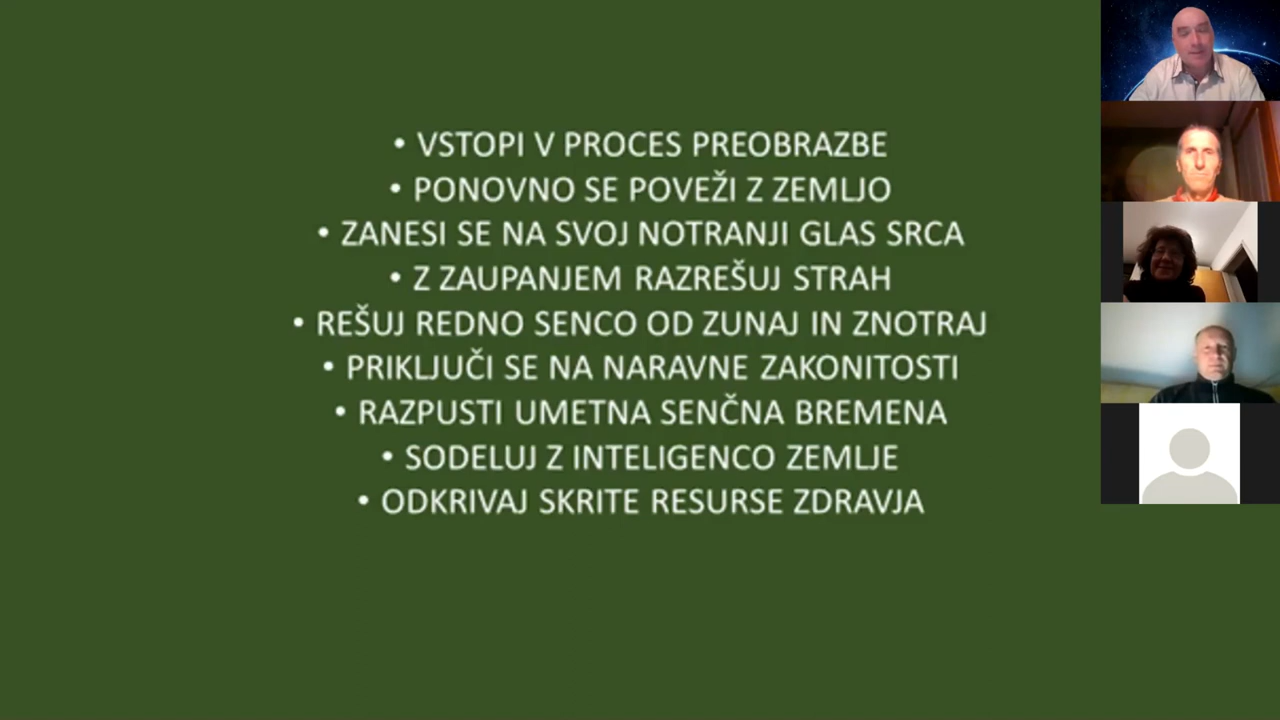 • VSTOPI V PROCES PREOBRAZBE
• PONOVNO SE POVEŽI Z ZEMLJO
• ZANESI SE NA SVOJ NOTRANJI GLAS SRCA
• Z ZAUPANJEM RAZREŠUJ STRAH
• REŠUJ REDNO SENCO OD ZUNAJ IN ZNOTRAJ
• PRIKLJUČI SE NA NARAVNE ZAKONITOSTI
• RAZPUSTI UMETNA SENČNA BREMENA
• SODELUJ Z INTELIGENCO ZEMLJE
• ODKRIVAJ SKRITE RESURSE ZDRAVJA